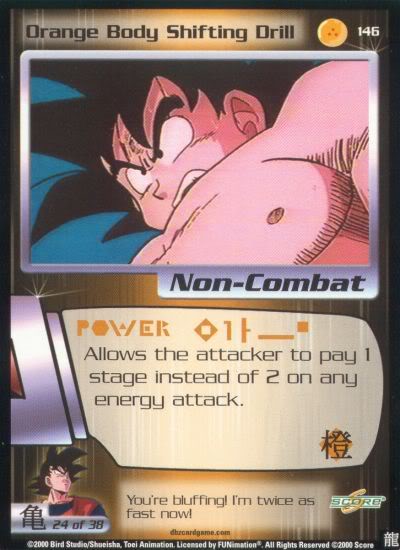 Orange Body Shifting Drill 146
Non-Combat
POWER
Allows the attacker to pay 1
stage instead of 2 on any
energy attack.
橙
SCORE
You're bluffing! I'm twice as
fast now!
亀 24 of 38
dbzcardgame.com
©2000 Bird Studio/Shueisha, Toei Animation. Licensed by FUNimation®. All Rights Reserved ©2000 Score
龍